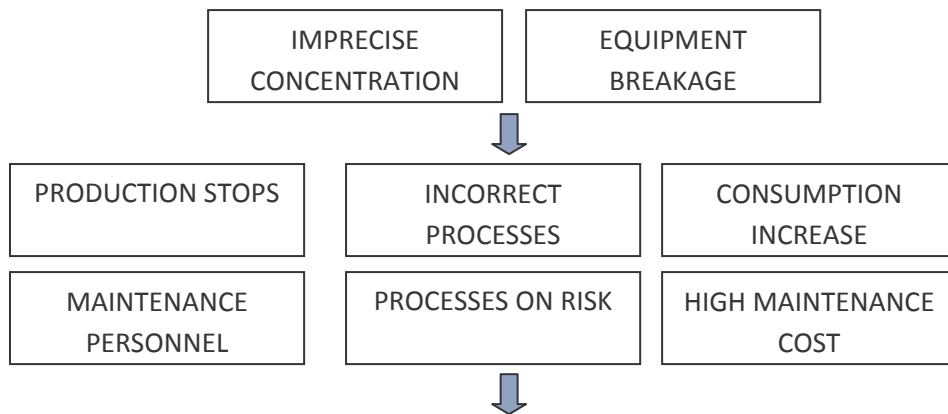 IMPRECISE
CONCENTRATION
EQUIPMENT
BREAKAGE
PRODUCTION STOPS
INCORRECT
PROCESSES
CONSUMPTION
INCREASE
MAINTENANCE
PERSONNEL
PROCESSES ON RISK
HIGH MAINTENANCE
COST